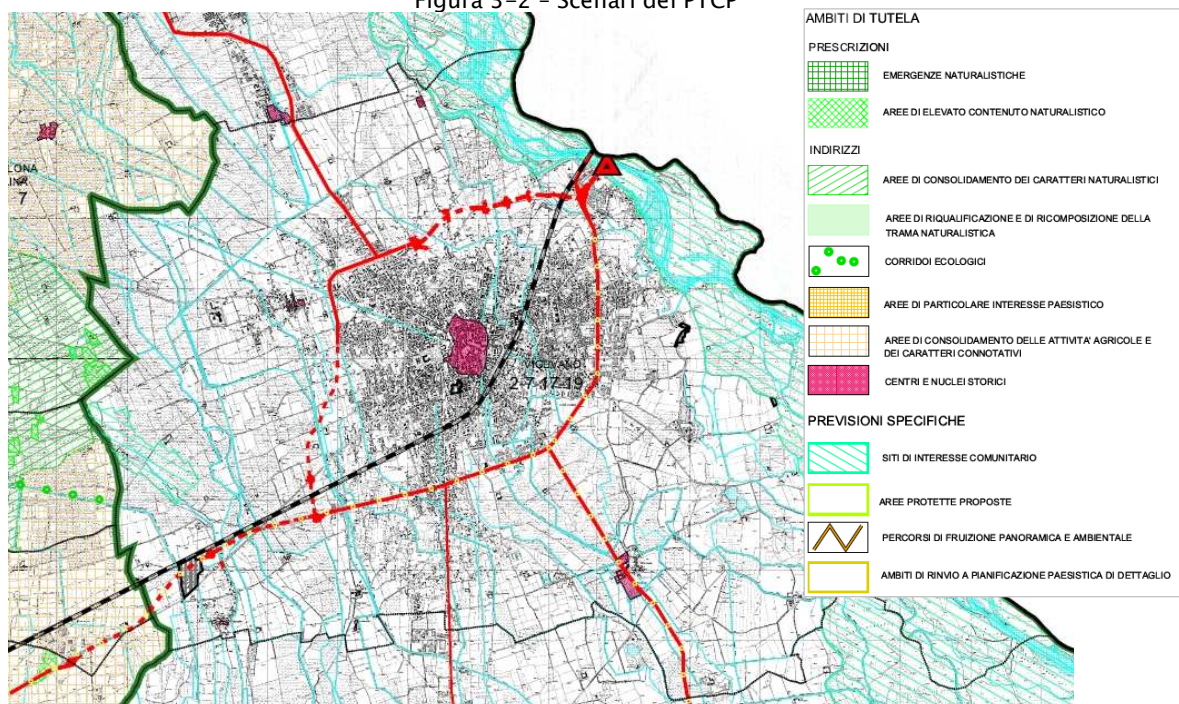 Figura 3-2 – Scenari del PTCP
AMBITI DI TUTELA
PRESCRIZIONI
EMERGENZE NATURALISTICHE
AREE DI ELEVATO CONTENUTO NATURALISTICO
INDIRIZZI
AREE DI CONSOLIDAMENTO DEI CARATTERI NATURALISTICI
AREE DI RIQUALIFICAZIONE E DI RICOMPOSIZIONE DELLA
TRAMA NATURALISTICA
CORRIDOI ECOLOGICI
AREE DI PARTICOLARE INTERESSE PAESISTICO
AREE DI CONSOLIDAMENTO DELLE ATTIVITA' AGRICOLE E
DEI CARATTERI CONNOTATIVI
CENTRI E NUCLEI STORICI
PREVISIONI SPECIFICHE
SITI DI INTERESSE COMUNITARIO
AREE PROTETTE PROPOSTE
PERCORSI DI FRUIZIONE PANORAMICA E AMBIENTALE
AMBITI DI RINVIO A PIANIFICAZIONE PAESISTICA DI DETTAGLIO
LONA
7
VIGEVANO
2-7-17-19